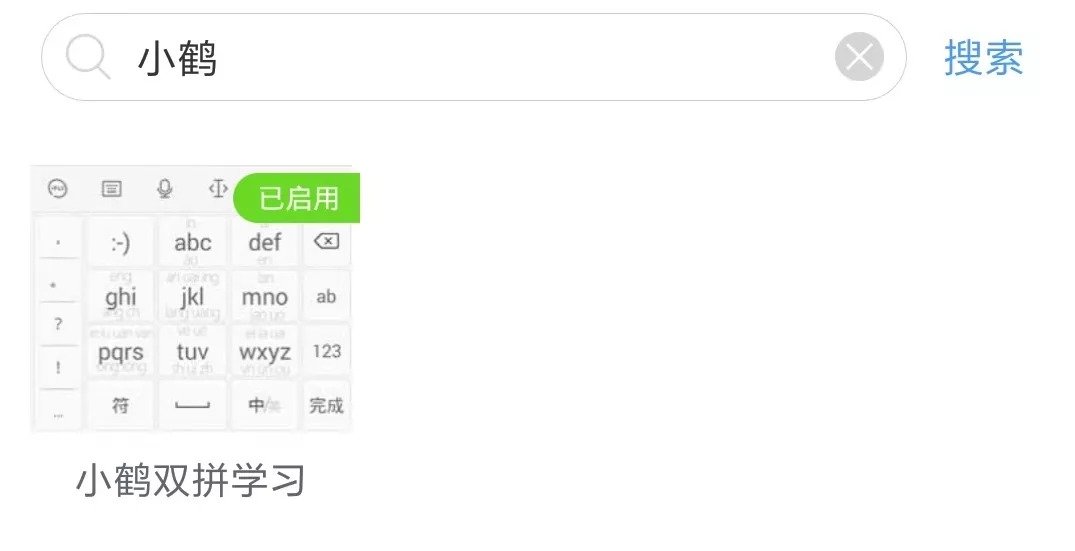 小鹤
搜索
已启用
:-)
abc
def
ghi
jkl
mno
ab
?
pqrs
tuv
wxyz
123
!
...
符
中/英
完成
小鹤双拼学习